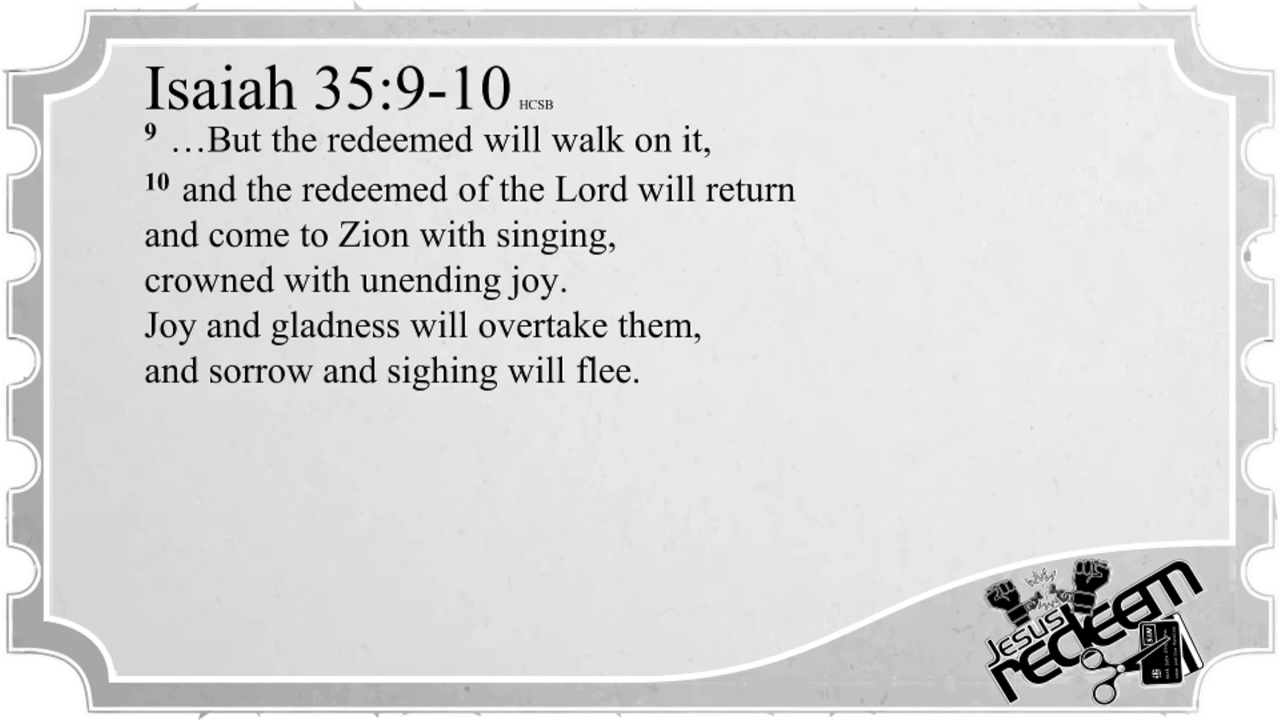 Isaiah 35:9-10 HCSB
9 …But the redeemed will walk on it,
10 and the redeemed of the Lord will return
and come to Zion with singing,
crowned with unending joy.
Joy and gladness will overtake them,
and sorrow and sighing will flee.
JESUS
redeem
SIN